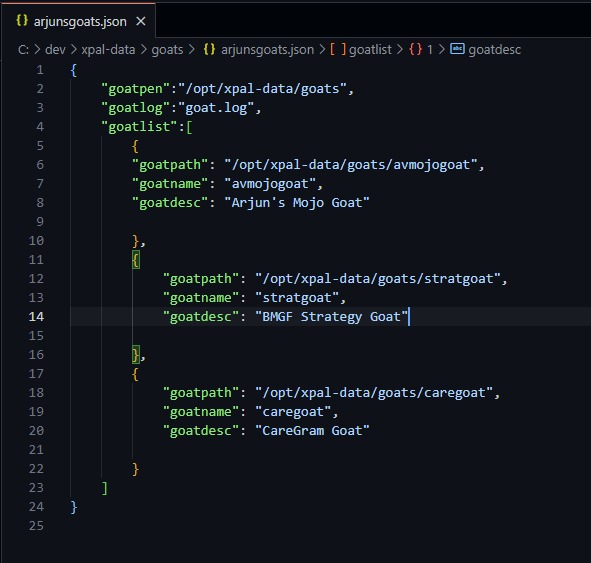 {} arjunsgoats.json ×
C: > dev > xpal-data > goats > {} arjunsgoats.json > [ ] goatlist > {} 1 > abc goatdesc
1 {
2 "goatpen":"/opt/xpal-data/goats",
3 "goatlog":"goat.log",
4 "goatlist":[
5 {
6 "goatpath": "/opt/xpal-data/goats/avmojogoat",
7 "goatname": "avmojogoat",
8 "goatdesc": "Arjun's Mojo Goat"
9
10 },
11 {
12 "goatpath": "/opt/xpal-data/goats/stratgoat",
13 "goatname": "stratgoat",
14 "goatdesc": "BMGF Strategy Goat"
15
16 },
17 {
18 "goatpath": "/opt/xpal-data/goats/caregoat",
19 "goatname": "caregoat",
20 "goatdesc": "CareGram Goat"
21
22 }
23 ]
24 }
25